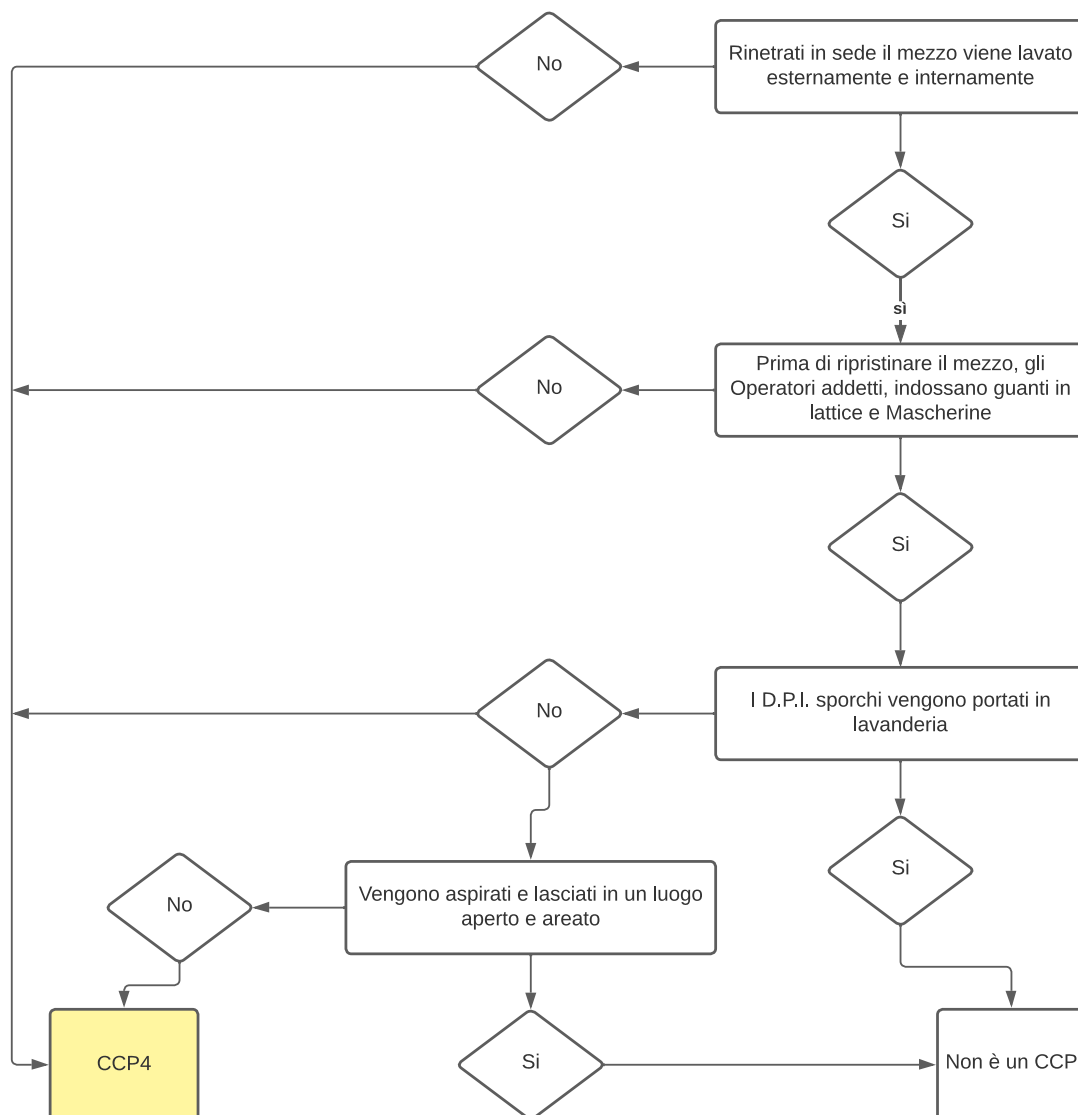 No
Rinetrati in sede il mezzo viene lavato
esternamente e internamente
Si
sì
No
Prima di ripristinare il mezzo, gli
Operatori addetti, indossano guanti in
lattice e Mascherine
Si
No
I D.P.I. sporchi vengono portati in
lavanderia
Si
No
Vengono aspirati e lasciati in un luogo
aperto e areato
CCP4
Si
Non è un CCP